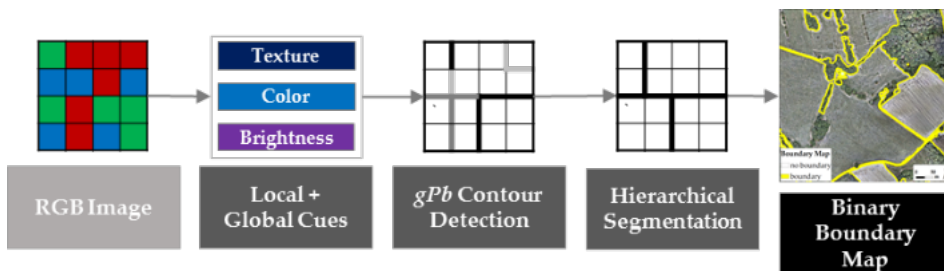 Texture
Color
Brightness
RGB Image
Local +
Global Cues
gPb Contour
Detection
Hierarchical
Segmentation
Boundary Map
no boundary
boundary
Binary
Boundary
Map